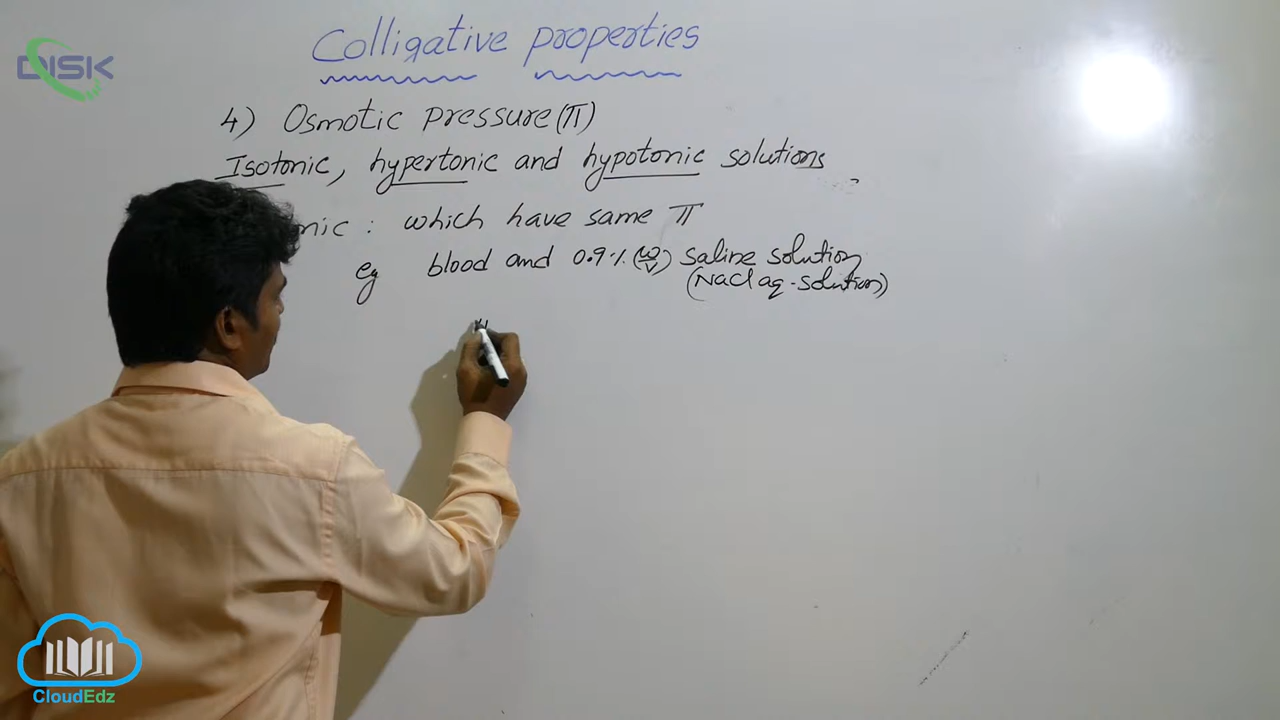 DISK
Colligative properties
4) Osmotic Pressure (π)
Isotonic, hypertonic and hypotonic solutions
nic : which have same π
eg blood and 0.9% (w/v) saline solution
(NaCl aq. solution)
CloudEdz